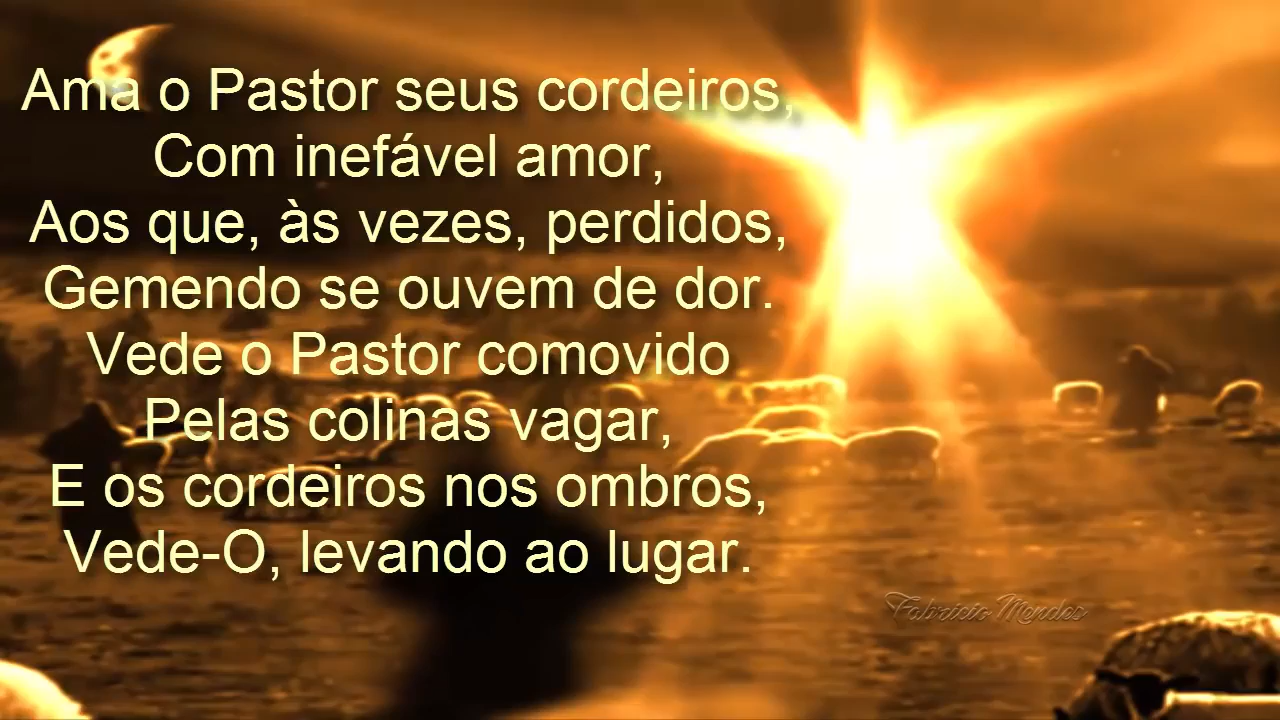 Ama o Pastor seus cordeiros,
Com inefável amor,
Aos que, às vezes, perdidos,
Gemendo se ouvem de dor.
Vede o Pastor comovido
Pelas colinas vagar,
E os cordeiros nos ombros,
Vede-O, levando ao lugar.
Fabricio Mendes